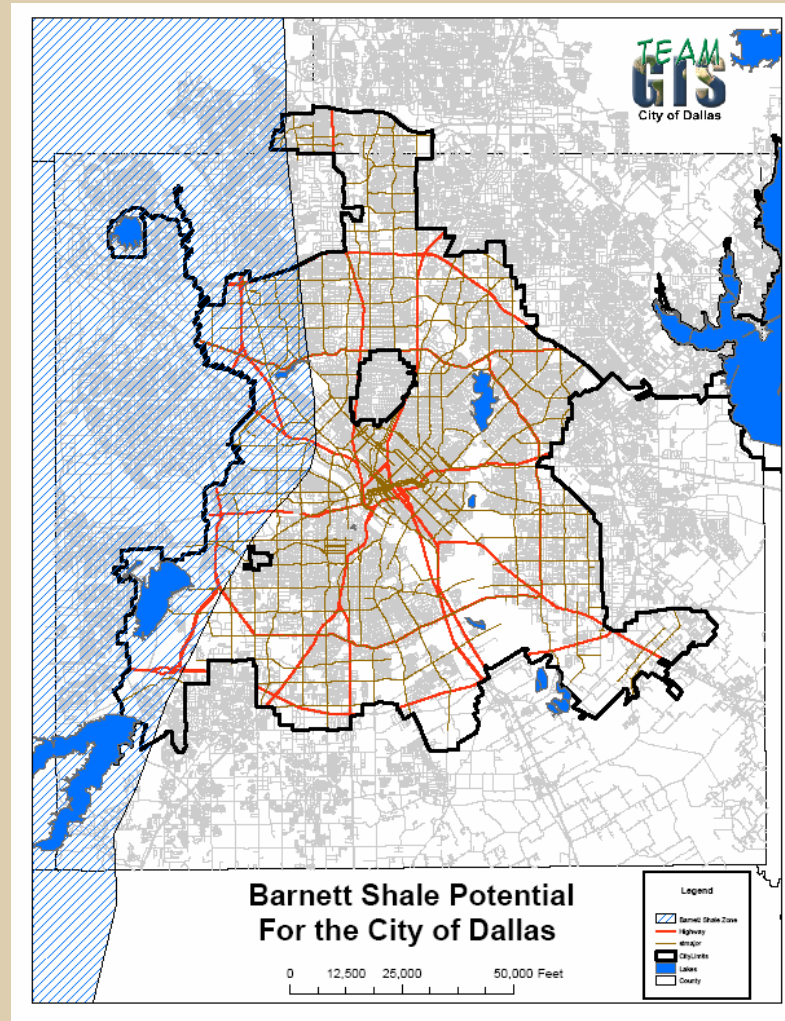 TEAM
GIS
City of Dallas
Barnett Shale Potential
For the City of Dallas
0 12,500 25,000 50,000 Feet
Legend
Barnett Shale Zone
Highway
stmajor
CityLimits
Lakes
County